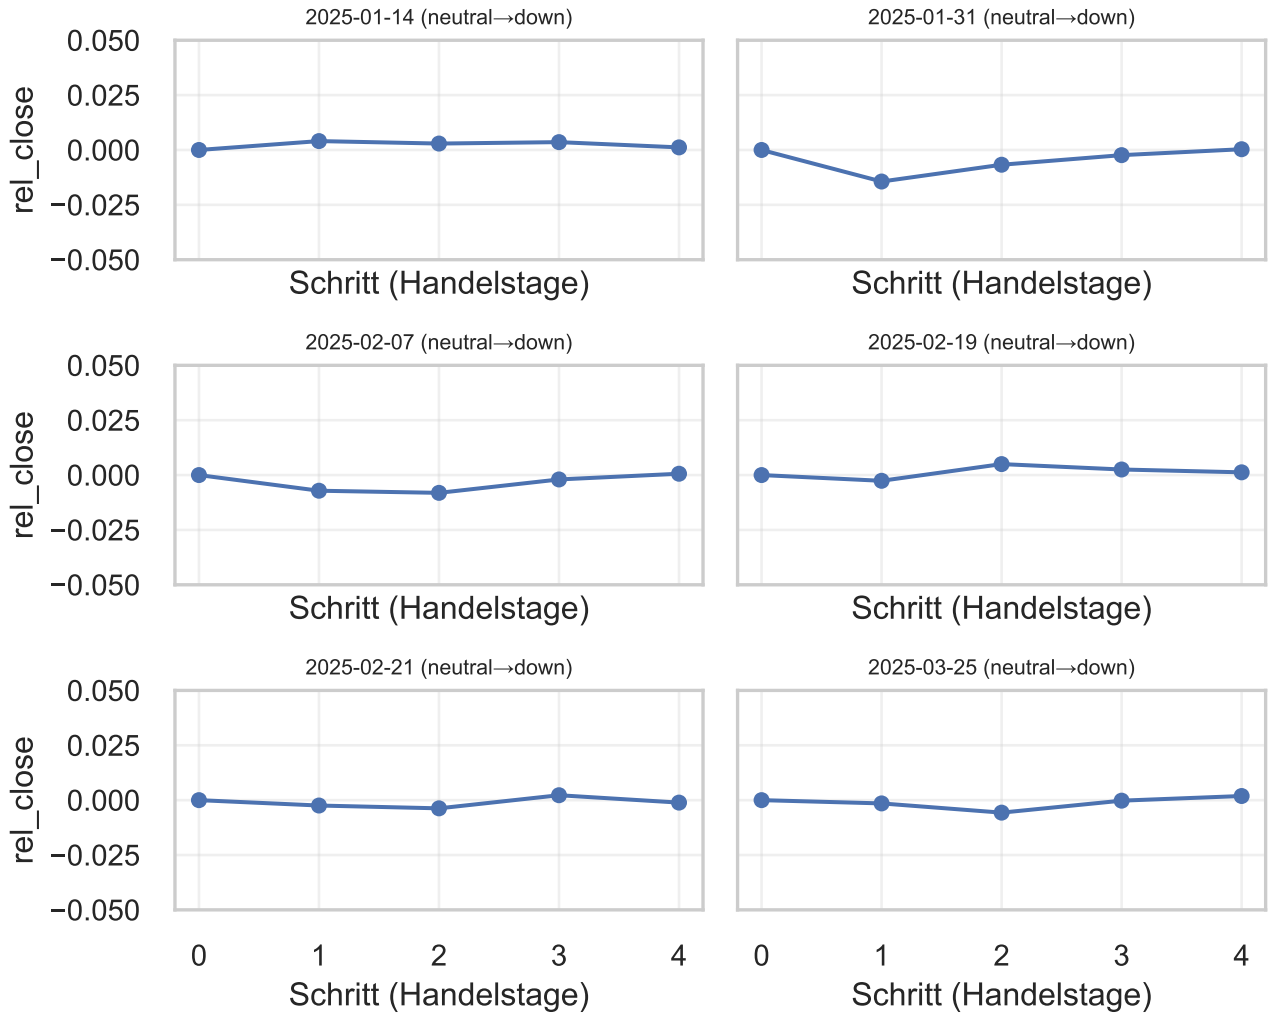 2025-01-14 (neutral→down)
2025-01-31 (neutral→down)
0.050
0.025
0.000
−0.025
−0.050
rel_close
Schritt (Handelstage)
Schritt (Handelstage)
2025-02-07 (neutral→down)
2025-02-19 (neutral→down)
0.050
0.025
0.000
−0.025
−0.050
rel_close
Schritt (Handelstage)
Schritt (Handelstage)
2025-02-21 (neutral→down)
2025-03-25 (neutral→down)
0.050
0.025
0.000
−0.025
−0.050
rel_close
0 1 2 3 4
0 1 2 3 4
Schritt (Handelstage)
Schritt (Handelstage)